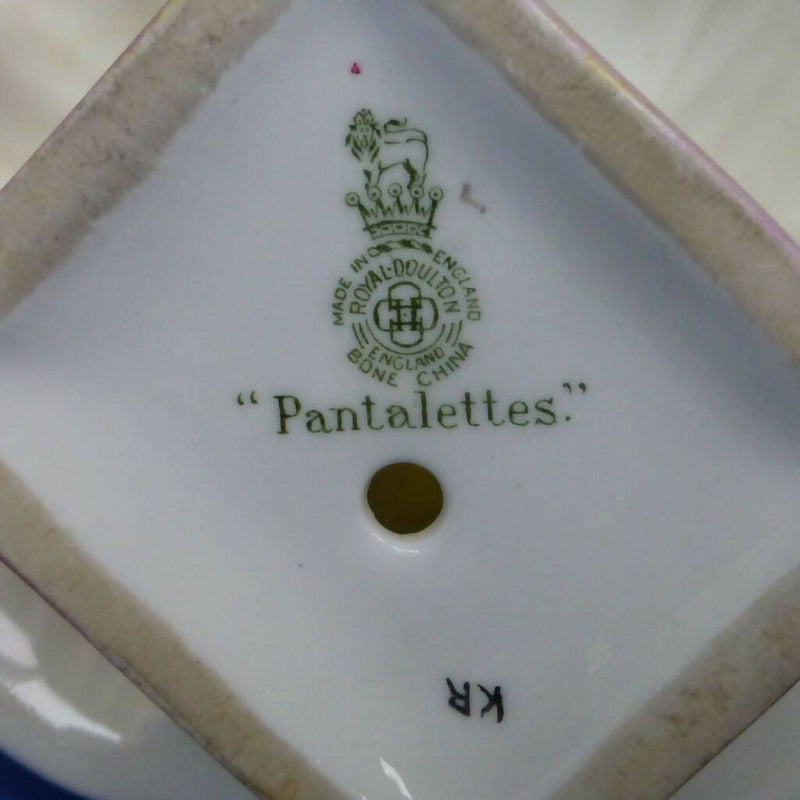 MADE IN ENGLAND
ROYAL·DOULTON
ENGLAND
BONE CHINA
"Pantalettes."
KR